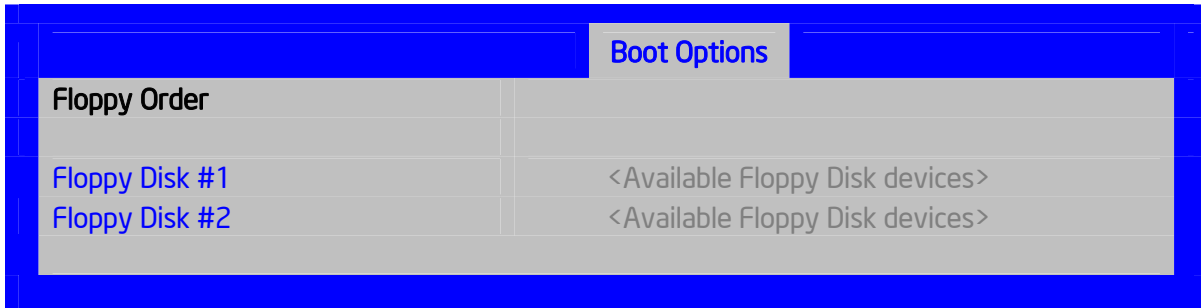 Boot Options
Floppy Order
Floppy Disk #1 <Available Floppy Disk devices>
Floppy Disk #2 <Available Floppy Disk devices>